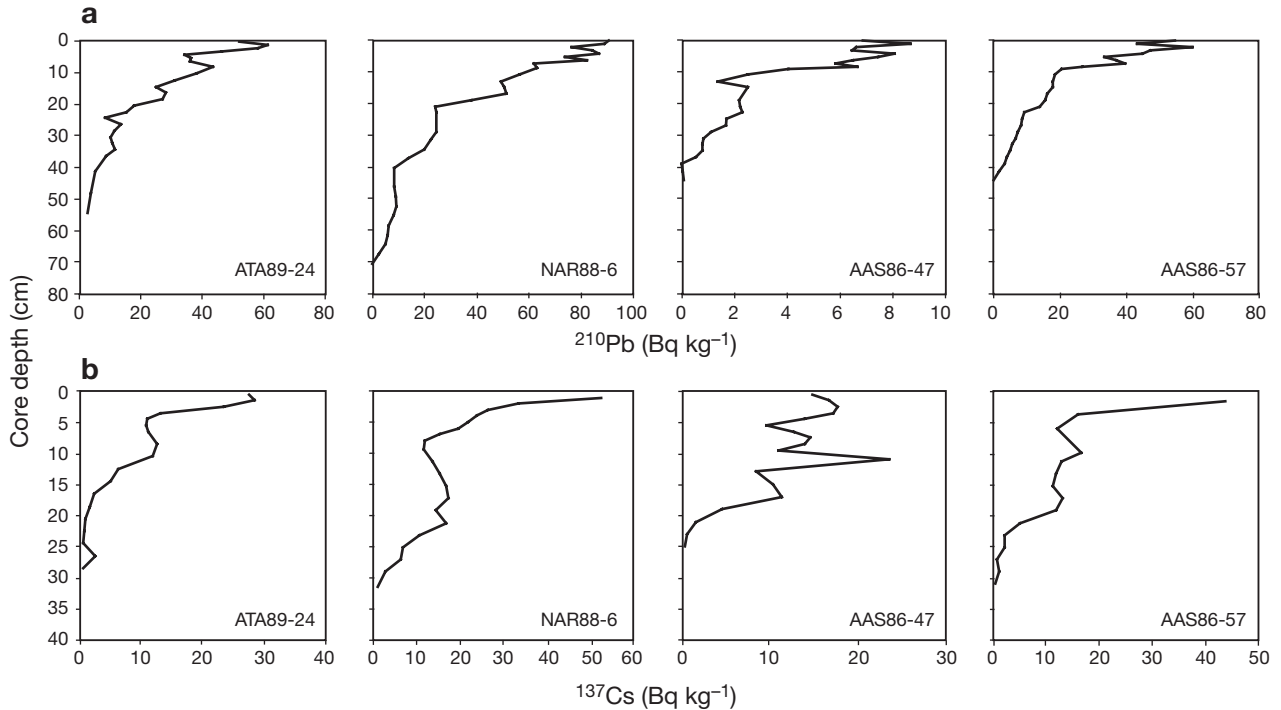 a
0
10
20
30
40
50
60
70
80
ATA89-24
NAR88-6
AAS86-47
AAS86-57
0 20 40 60 80
0 20 40 60 80 100
0 2 4 6 8 10
0 20 40 60 80
²¹⁰Pb (Bq kg⁻¹)
Core depth (cm)
b
0
5
10
15
20
25
30
35
40
ATA89-24
NAR88-6
AAS86-47
AAS86-57
0 10 20 30 40
0 10 20 30 40 50 60
0 10 20 30
0 10 20 30 40 50
¹³⁷Cs (Bq kg⁻¹)